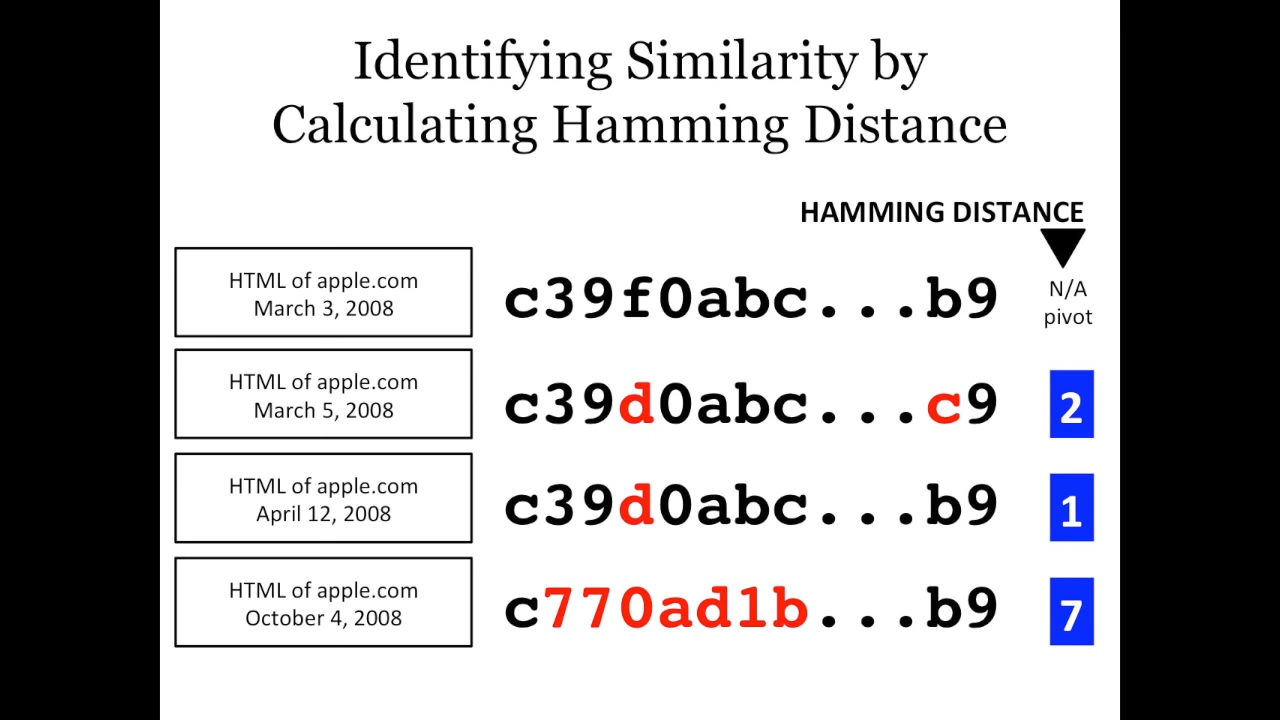 Identifying Similarity by
Calculating Hamming Distance
HAMMING DISTANCE
HTML of apple.com
March 3, 2008
c39f0abc...b9
N/A
pivot
HTML of apple.com
March 5, 2008
c39d0abc...c9
2
HTML of apple.com
April 12, 2008
c39d0abc...b9
1
HTML of apple.com
October 4, 2008
c770ad1b...b9
7